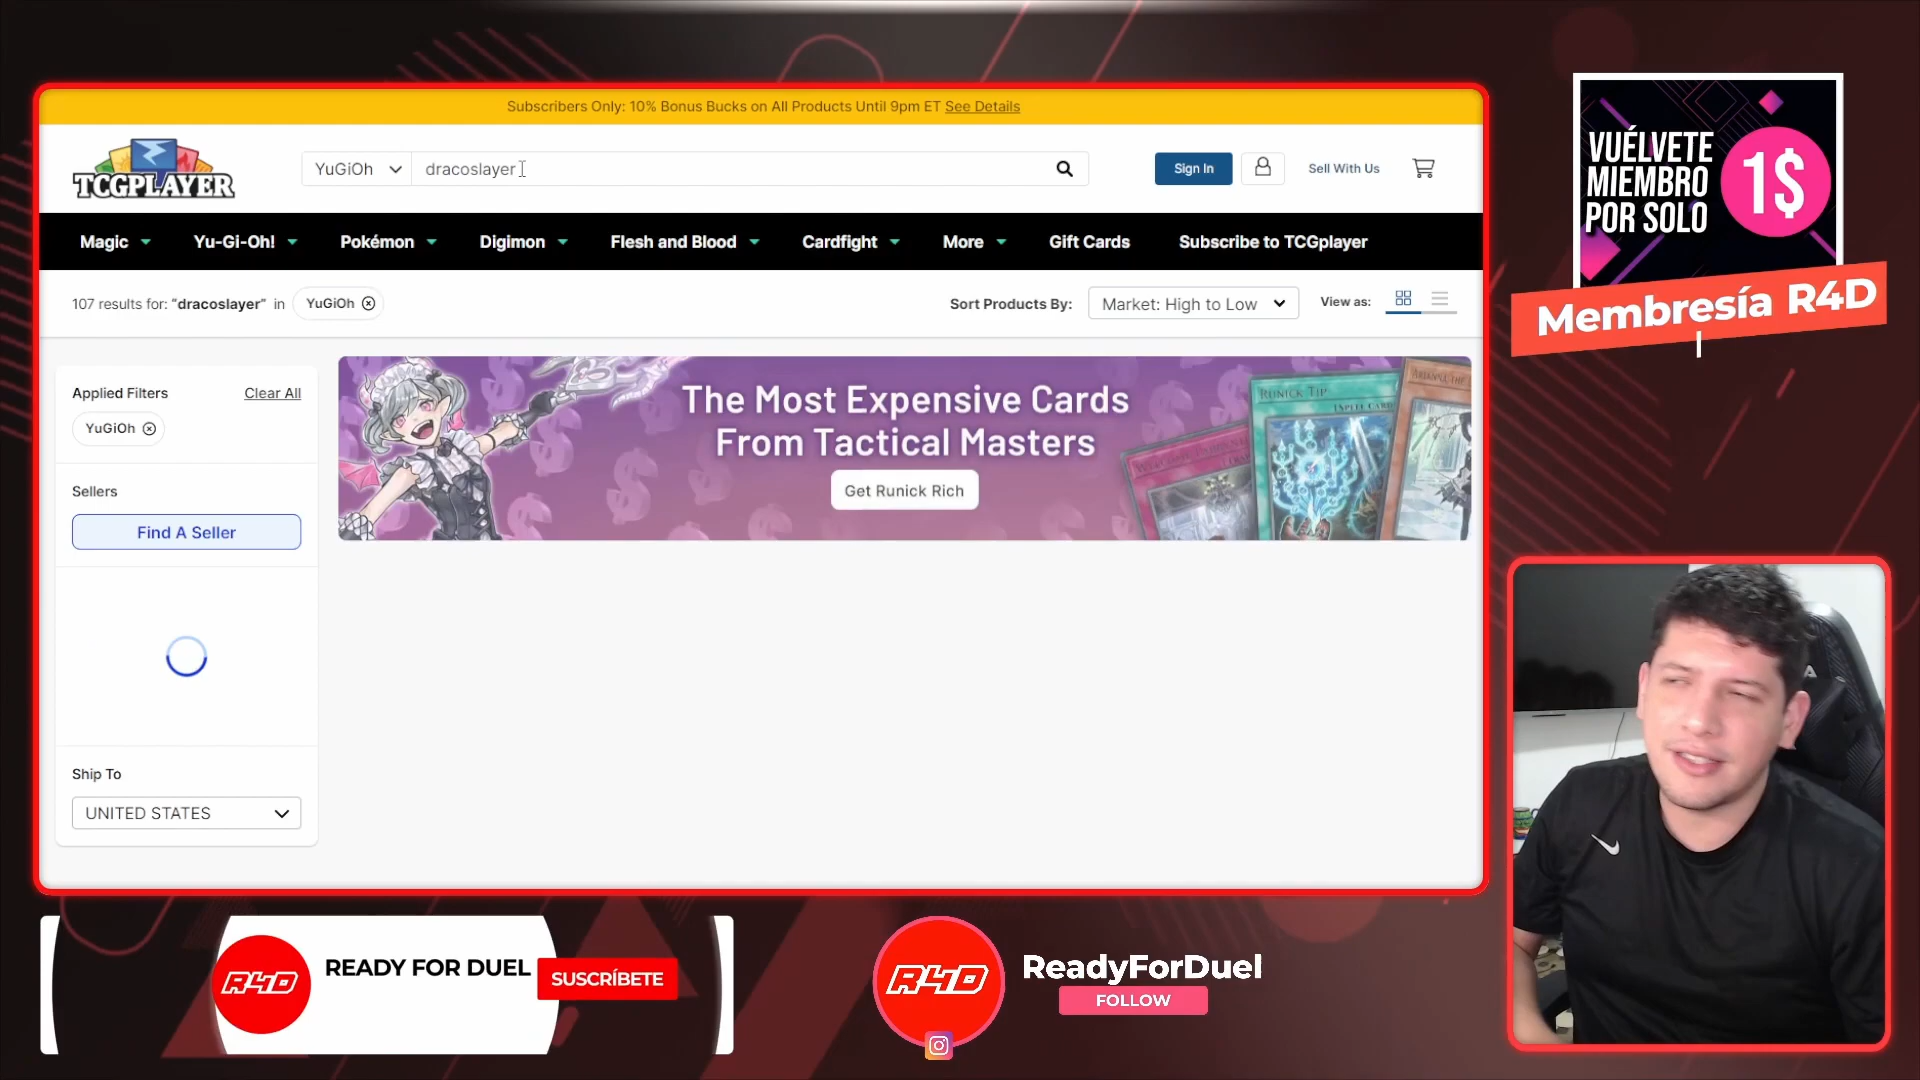 Subscribers Only: 10% Bonus Bucks on All Products Until 9pm ET See Details
TCGPLAYER
YuGiOh
dracoslayer
Sign In
Sell With Us
Magic
Yu-Gi-Oh!
Pokémon
Digimon
Flesh and Blood
Cardfight
More
Gift Cards
Subscribe to TCGplayer
107 results for: "dracoslayer" in YuGiOh
Sort Products By:
Market: High to Low
View as:
Applied Filters
Clear All
YuGiOh
Sellers
Find A Seller
Ship To
UNITED STATES
The Most Expensive Cards
From Tactical Masters
Get Runick Rich
RUNICK TIP
VUÉLVETE
MIEMBRO
POR SOLO
1$
Membresía R4D
R4D
READY FOR DUEL
SUSCRÍBETE
R4D
ReadyForDuel
FOLLOW